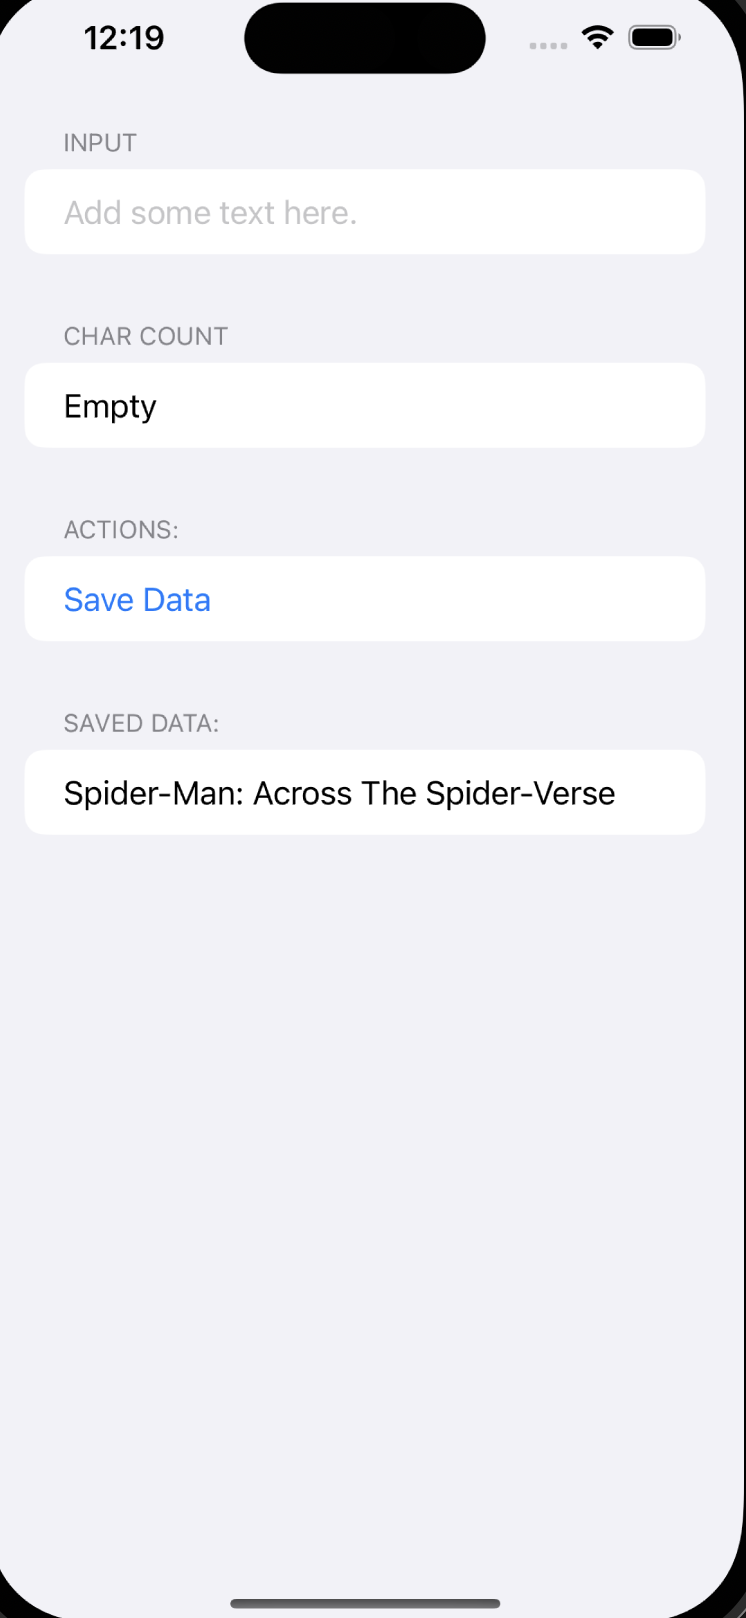 12:19
INPUT
Add some text here.
CHAR COUNT
Empty
ACTIONS:
Save Data
SAVED DATA:
Spider-Man: Across The Spider-Verse